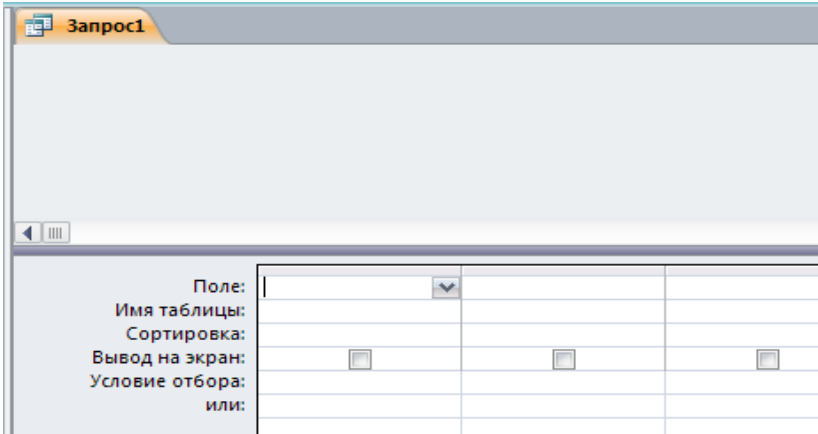 Запрос1
Поле:
Имя таблицы:
Сортировка:
Вывод на экран:
Условие отбора:
или: